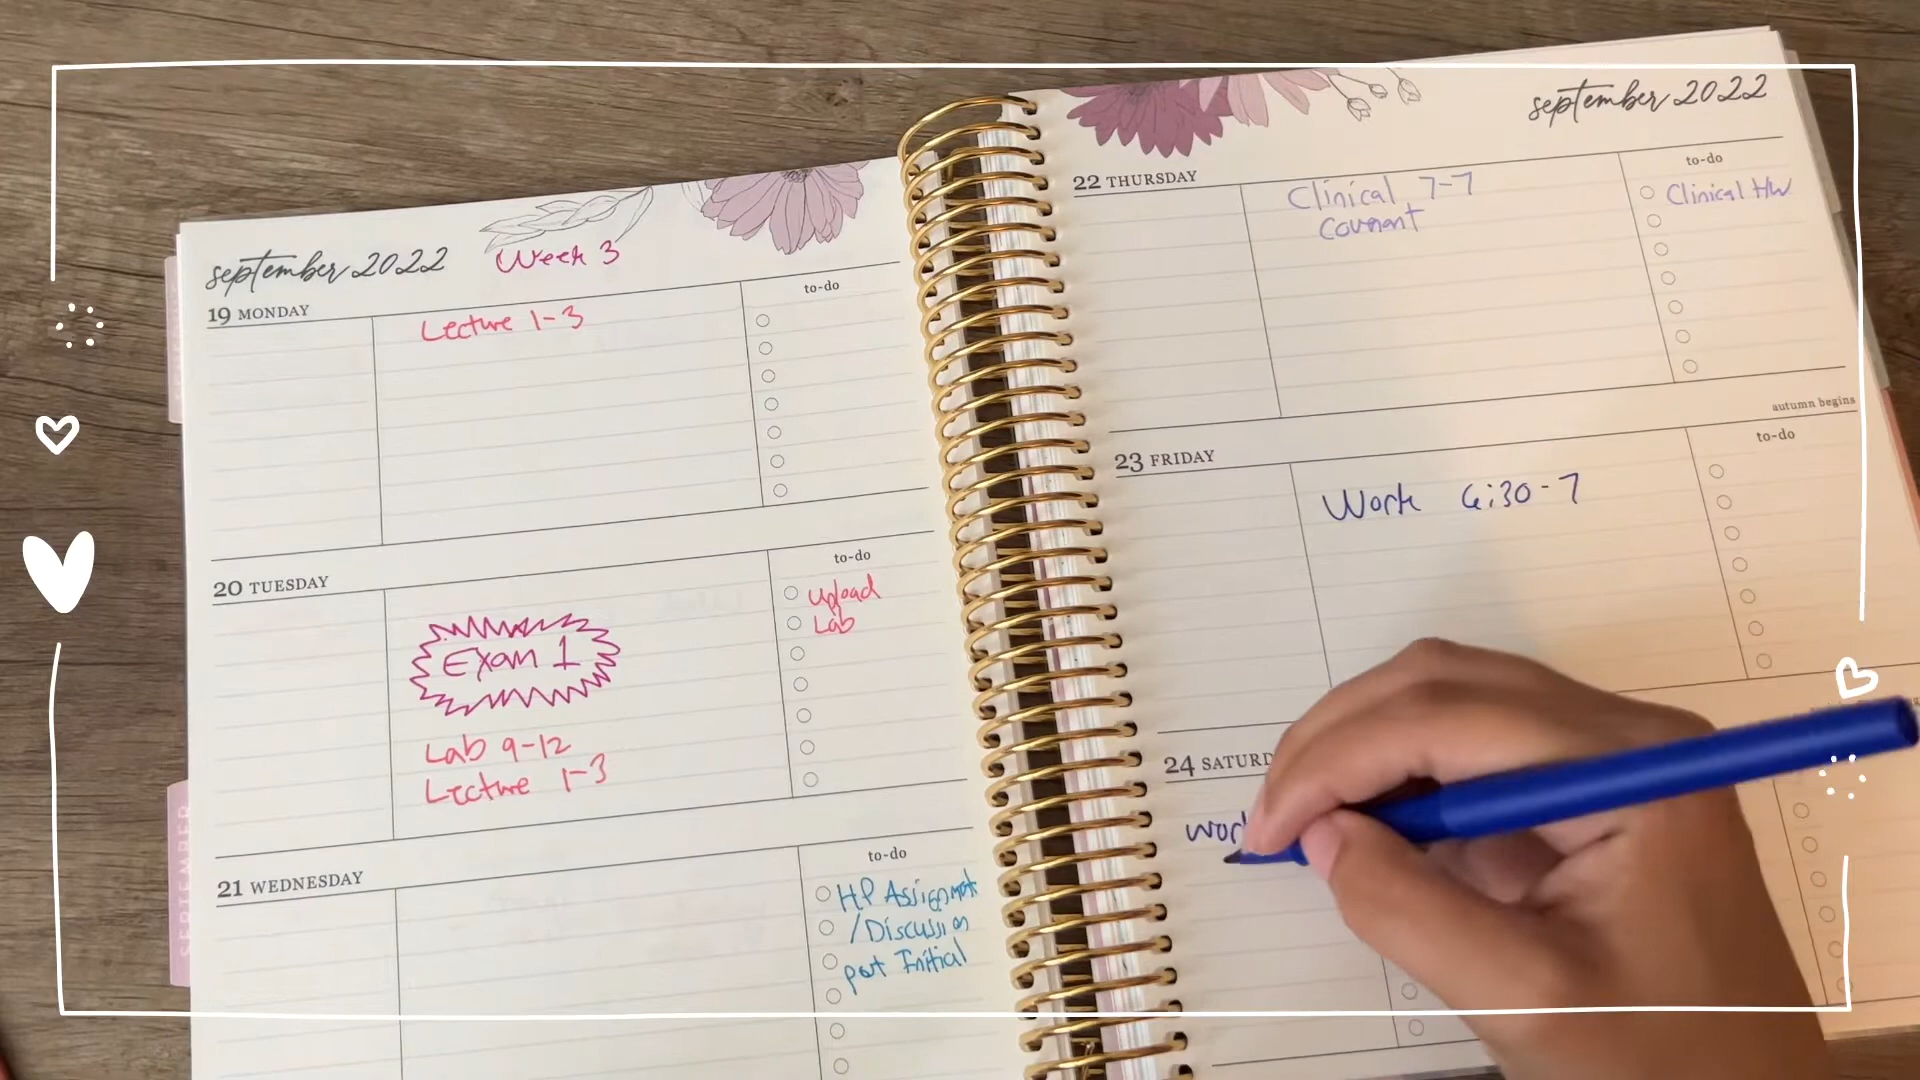 september 2022 Week 3
19 MONDAY
to-do
Lecture 1-3
20 TUESDAY
to-do
Exam 1
Lab 9-12
Lecture 1-3
Upload
Lab
21 WEDNESDAY
to-do
HP Assignment
/Discussion
post Initial
SEPTEMBER
september 2022
22 THURSDAY
to-do
Clinical 7-7
Covenant
Clinical HW
autumn begins
23 FRIDAY
to-do
Work 6:30-7
24 SATURD